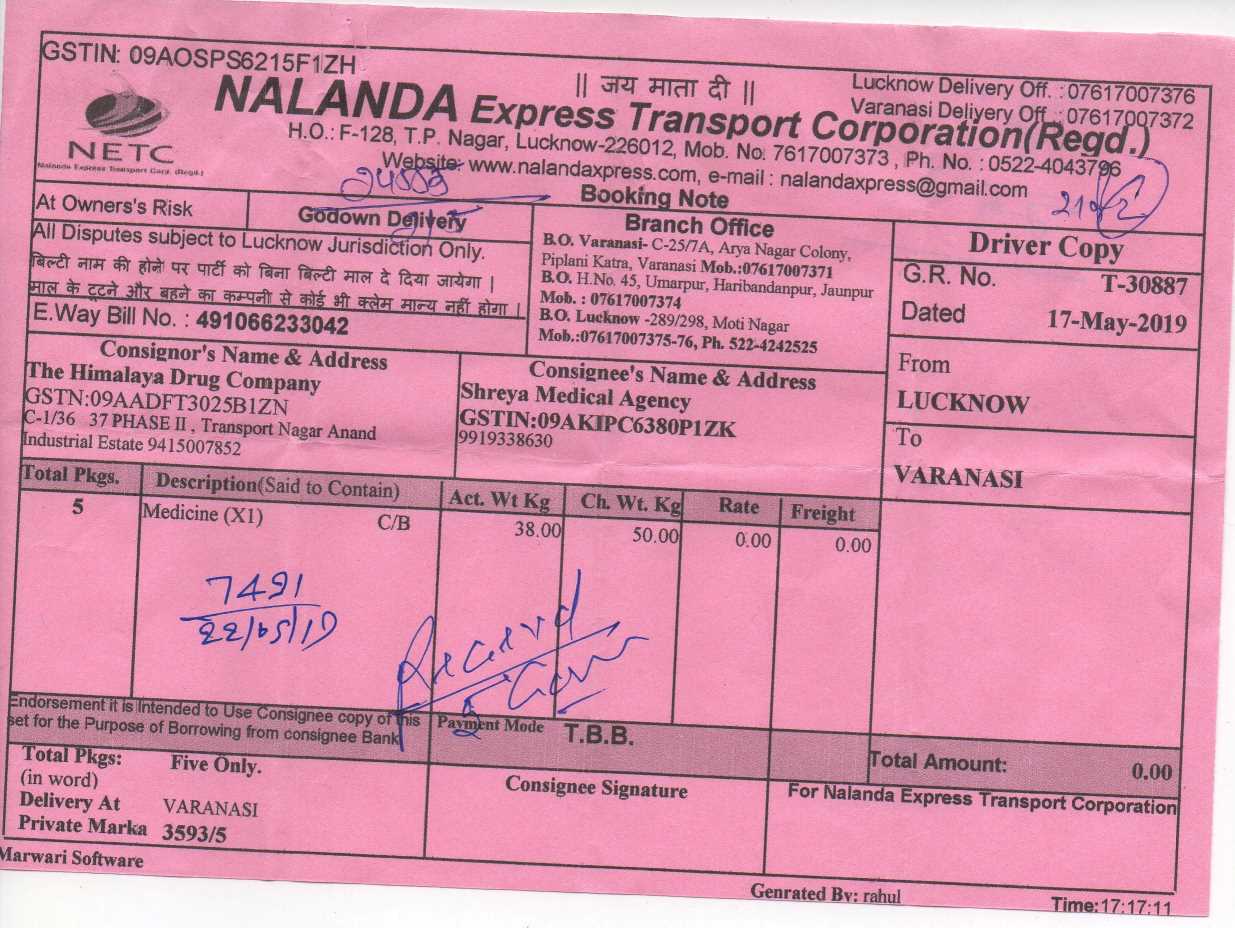 GSTIN: 09AOSPS6215F1ZH
|| जय माता दी ||
Lucknow Delivery Off. :07617007376
Varanasi Delivery Off :07617007372
NALANDA Express Transport Corporation(Regd.)
NETC
Nalanda Express Transport Corp. (Regd.)
H.O.: F-128, T.P. Nagar, Lucknow-226012, Mob. No. 7617007373 , Ph. No. : 0522-4043796
Website: www.nalandaxpress.com, e-mail : nalandaxpress@gmail.com
Booking Note
At Owners's Risk
Godown Delivery
All Disputes subject to Lucknow Jurisdiction Only.
बिल्टी नाम की होने पर पार्टी को बिना बिल्टी माल दे दिया जायेगा |
माल के टूटने और बहने का कम्पनी से कोई भी क्लेम मान्य नहीं होगा |
E.Way Bill No. : 491066233042
Branch Office
B.O. Varanasi- C-25/7A, Arya Nagar Colony,
Piplani Katra, Varanasi Mob.:07617007371
B.O. H.No. 45, Umarpur, Haribandanpur, Jaunpur
Mob. : 07617007374
B.O. Lucknow -289/298, Moti Nagar
Mob.:07617007375-76, Ph. 522-4242525
Driver Copy
G.R. No. T-30887
Dated 17-May-2019
From
LUCKNOW
To
VARANASI
Consignor's Name & Address
The Himalaya Drug Company
GSTN:09AADFT3025B1ZN
C-1/36 37 PHASE II , Transport Nagar Anand
Industrial Estate 9415007852
Consignee's Name & Address
Shreya Medical Agency
GSTIN:09AKIPC6380P1ZK
9919338630
Total Pkgs. Description(Said to Contain) Act. Wt Kg Ch. Wt. Kg Rate Freight
5 Medicine (X1) C/B 38.00 50.00 0.00 0.00
7491
22/05/19
Received
5
Endorsement it is Intended to Use Consignee copy of this
set for the Purpose of Borrowing from consignee Bank
Payment Mode T.B.B.
Total Amount: 0.00
Total Pkgs: Five Only.
(in word)
Delivery At VARANASI
Private Marka 3593/5
Consignee Signature
For Nalanda Express Transport Corporation
Marwari Software
Genrated By: rahul
Time:17:17:11